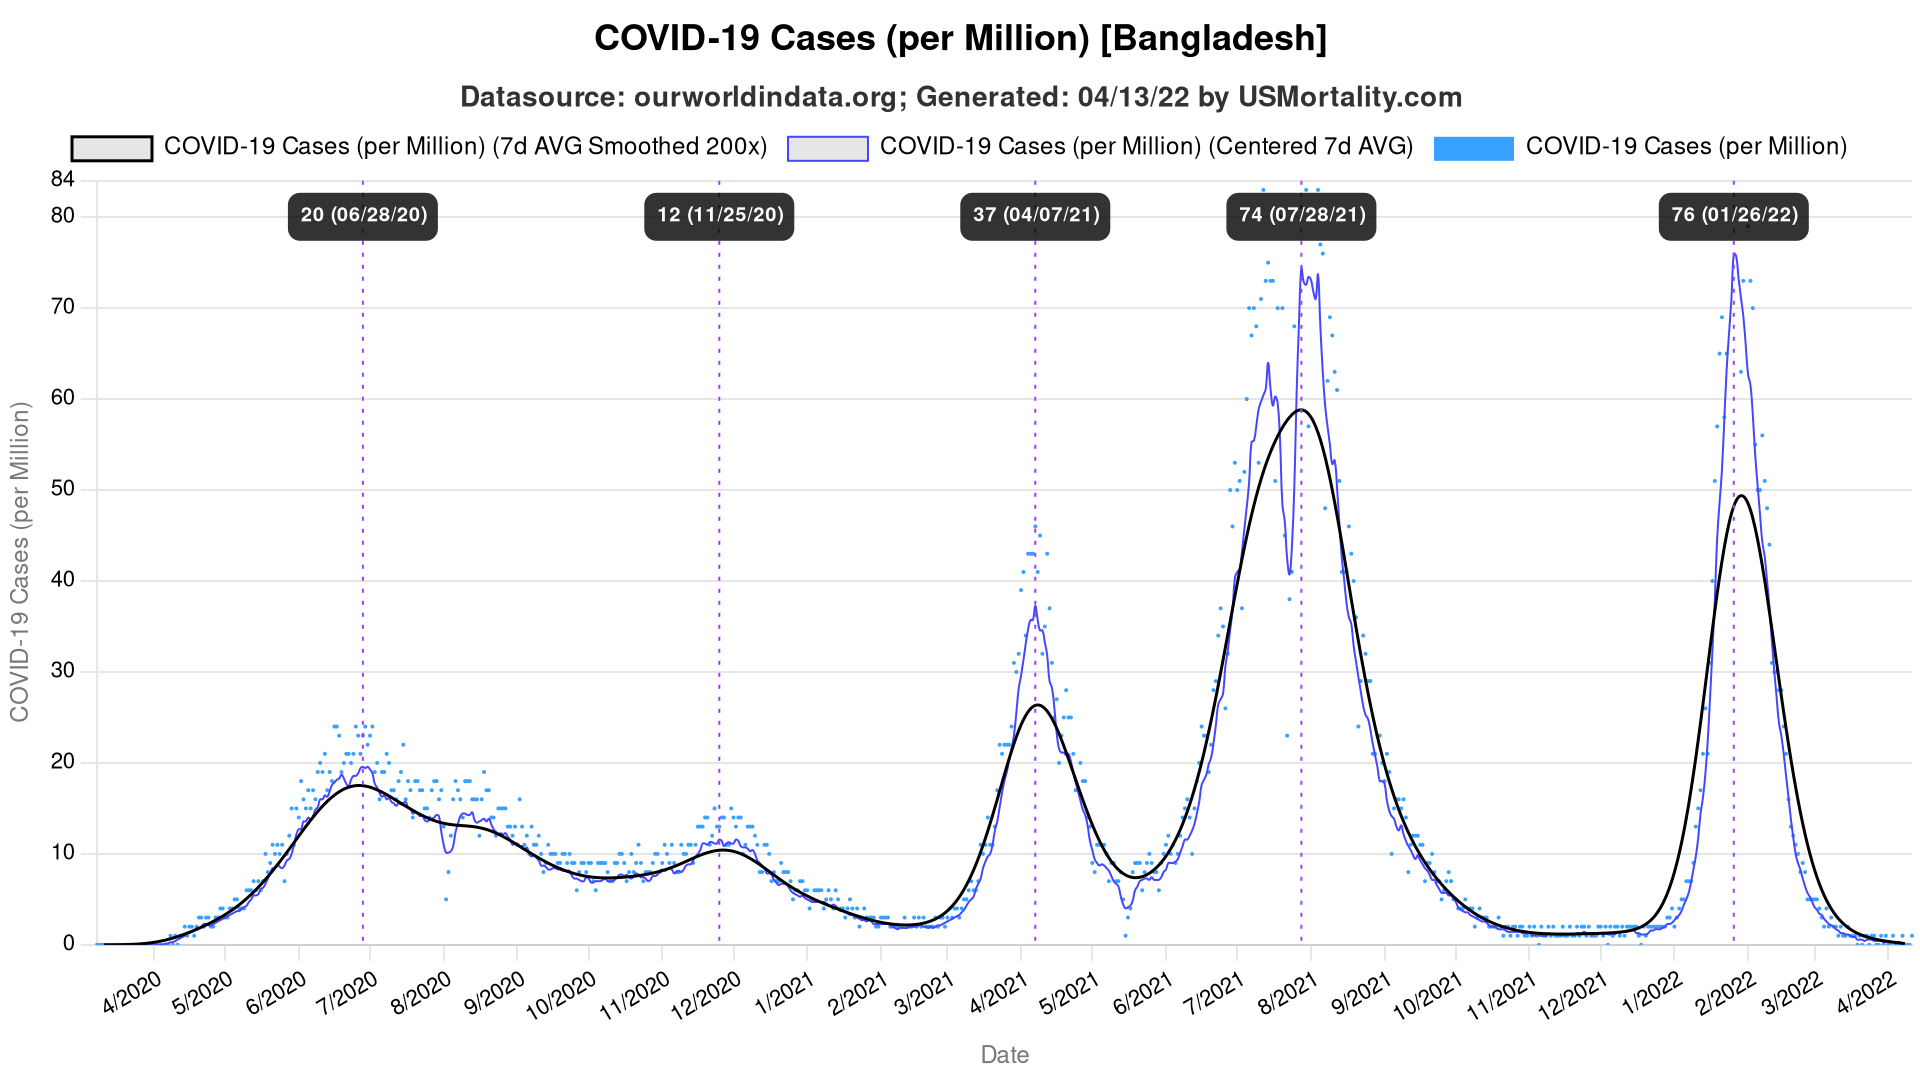 COVID-19 Cases (per Million) [Bangladesh]
Datasource: ourworldindata.org; Generated: 04/13/22 by USMortality.com
COVID-19 Cases (per Million) (7d AVG Smoothed 200x) COVID-19 Cases (per Million) (Centered 7d AVG) COVID-19 Cases (per Million)
84
80
70
60
50
40
30
20
10
0
COVID-19 Cases (per Million)
20 (06/28/20) 12 (11/25/20) 37 (04/07/21) 74 (07/28/21) 76 (01/26/22)
4/2020 5/2020 6/2020 7/2020 8/2020 9/2020 10/2020 11/2020 12/2020 1/2021 2/2021 3/2021 4/2021 5/2021 6/2021 7/2021 8/2021 9/2021 10/2021 11/2021 12/2021 1/2022 2/2022 3/2022 4/2022
Date